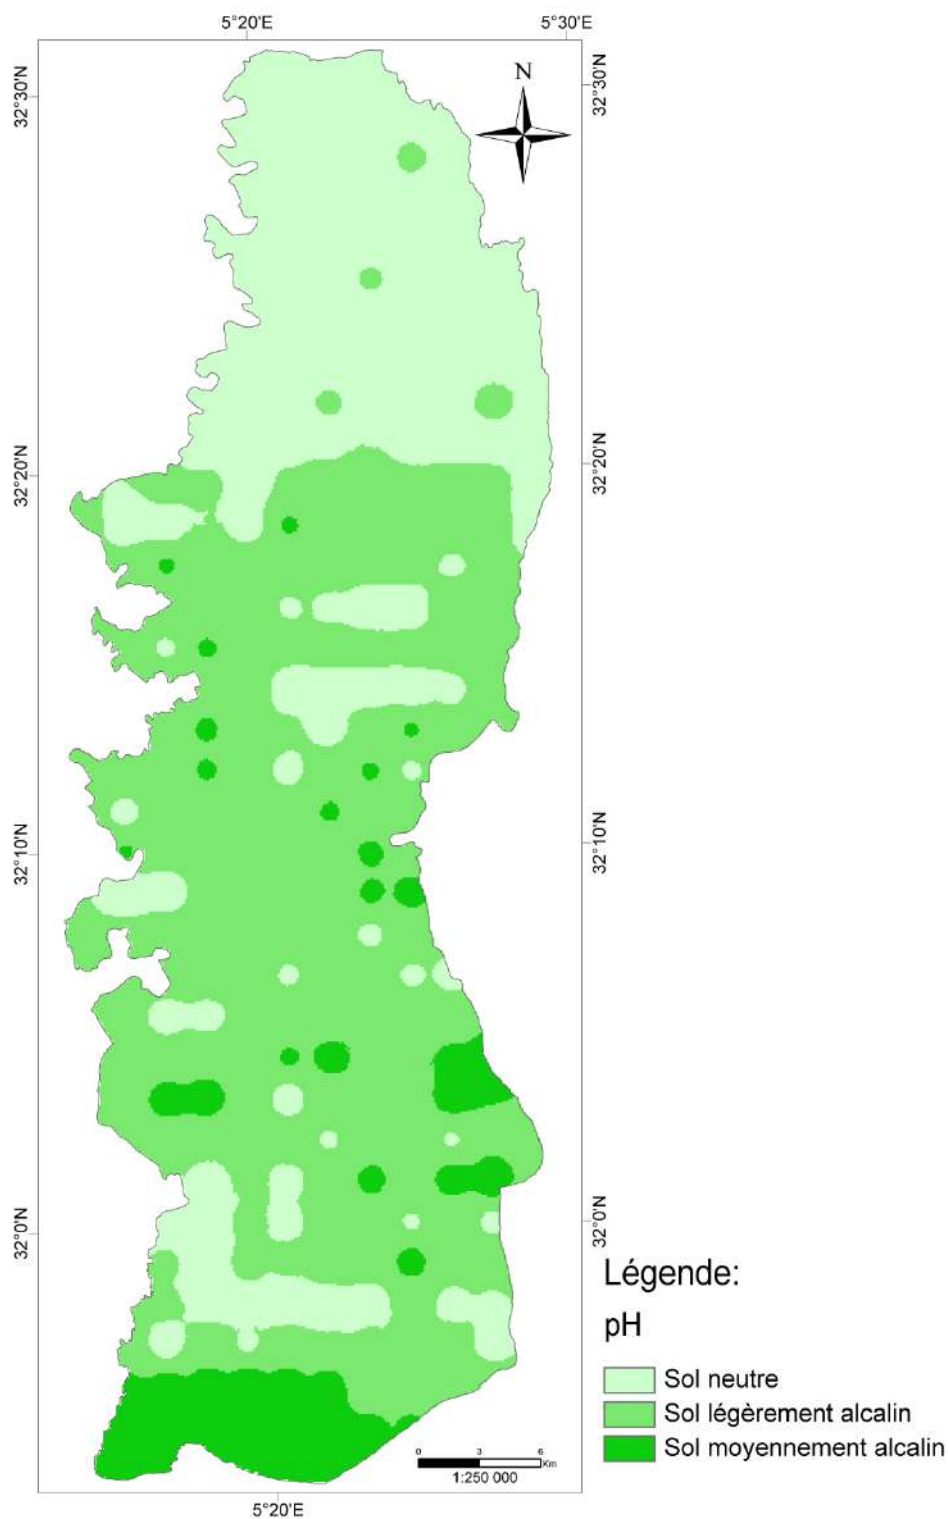 5°20'E
5°30'E
N
32°30'N
32°30'N
32°20'N
32°20'N
32°10'N
32°10'N
32°0'N
32°0'N
Légende:
pH
Sol neutre
Sol légèrement alcalin
Sol moyennement alcalin
0 3 6
Km
1:250 000
5°20'E